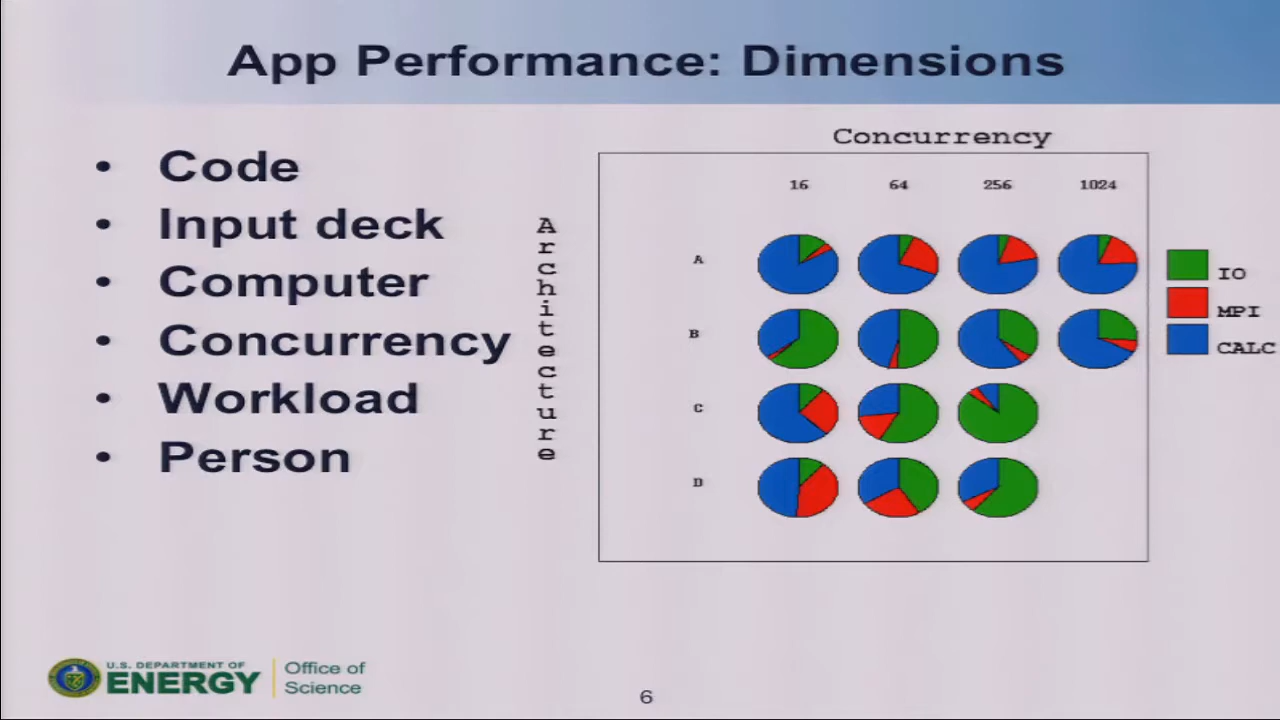 App Performance: Dimensions
• Code
• Input deck
• Computer
• Concurrency
• Workload
• Person
Concurrency
Architecture
16 64 256 1024
A
B
C
D
IO
MPI
CALC
U.S. DEPARTMENT OF
ENERGY
Office of
Science
6